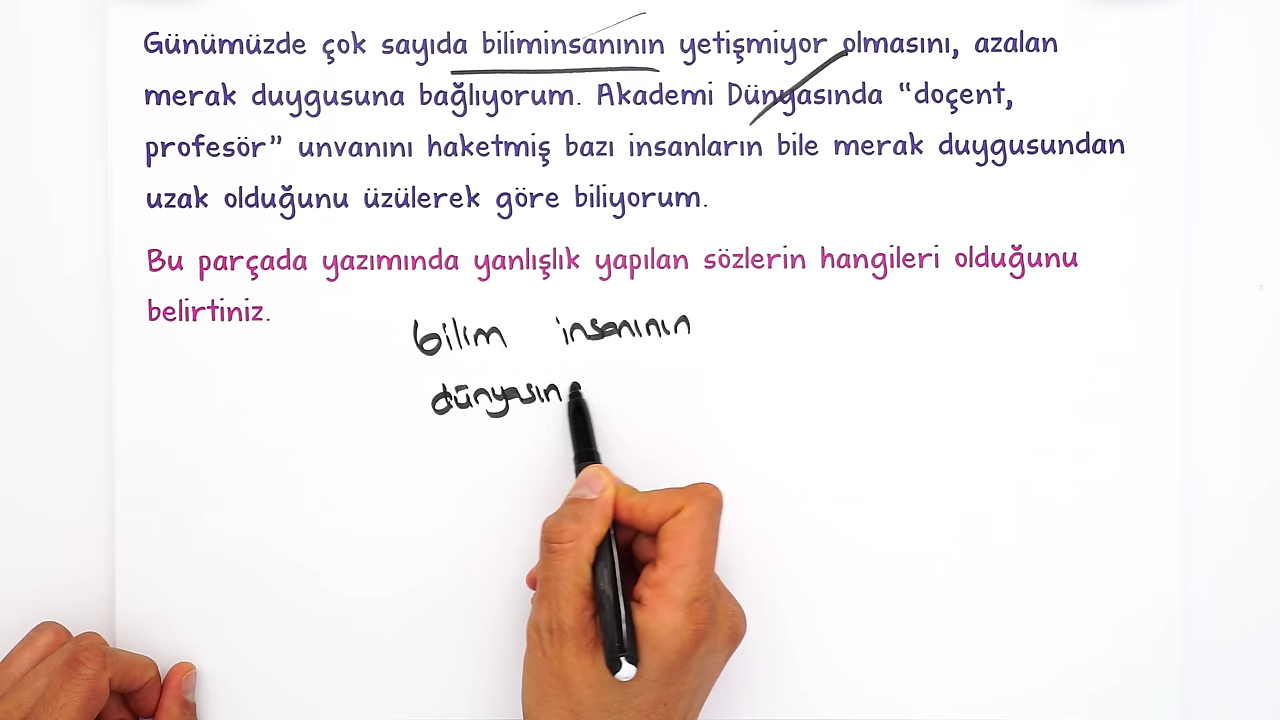 Günümüzde çok sayıda biliminsanının yetişmiyor olmasını, azalan
merak duygusuna bağlıyorum. Akademi Dünyasında “doçent,
profesör” unvanını haketmiş bazı insanların bile merak duygusundan
uzak olduğunu üzülerek göre biliyorum.
Bu parçada yazımında yanlışlık yapılan sözlerin hangileri olduğunu
belirtiniz.
bilim insanının
dünyasın